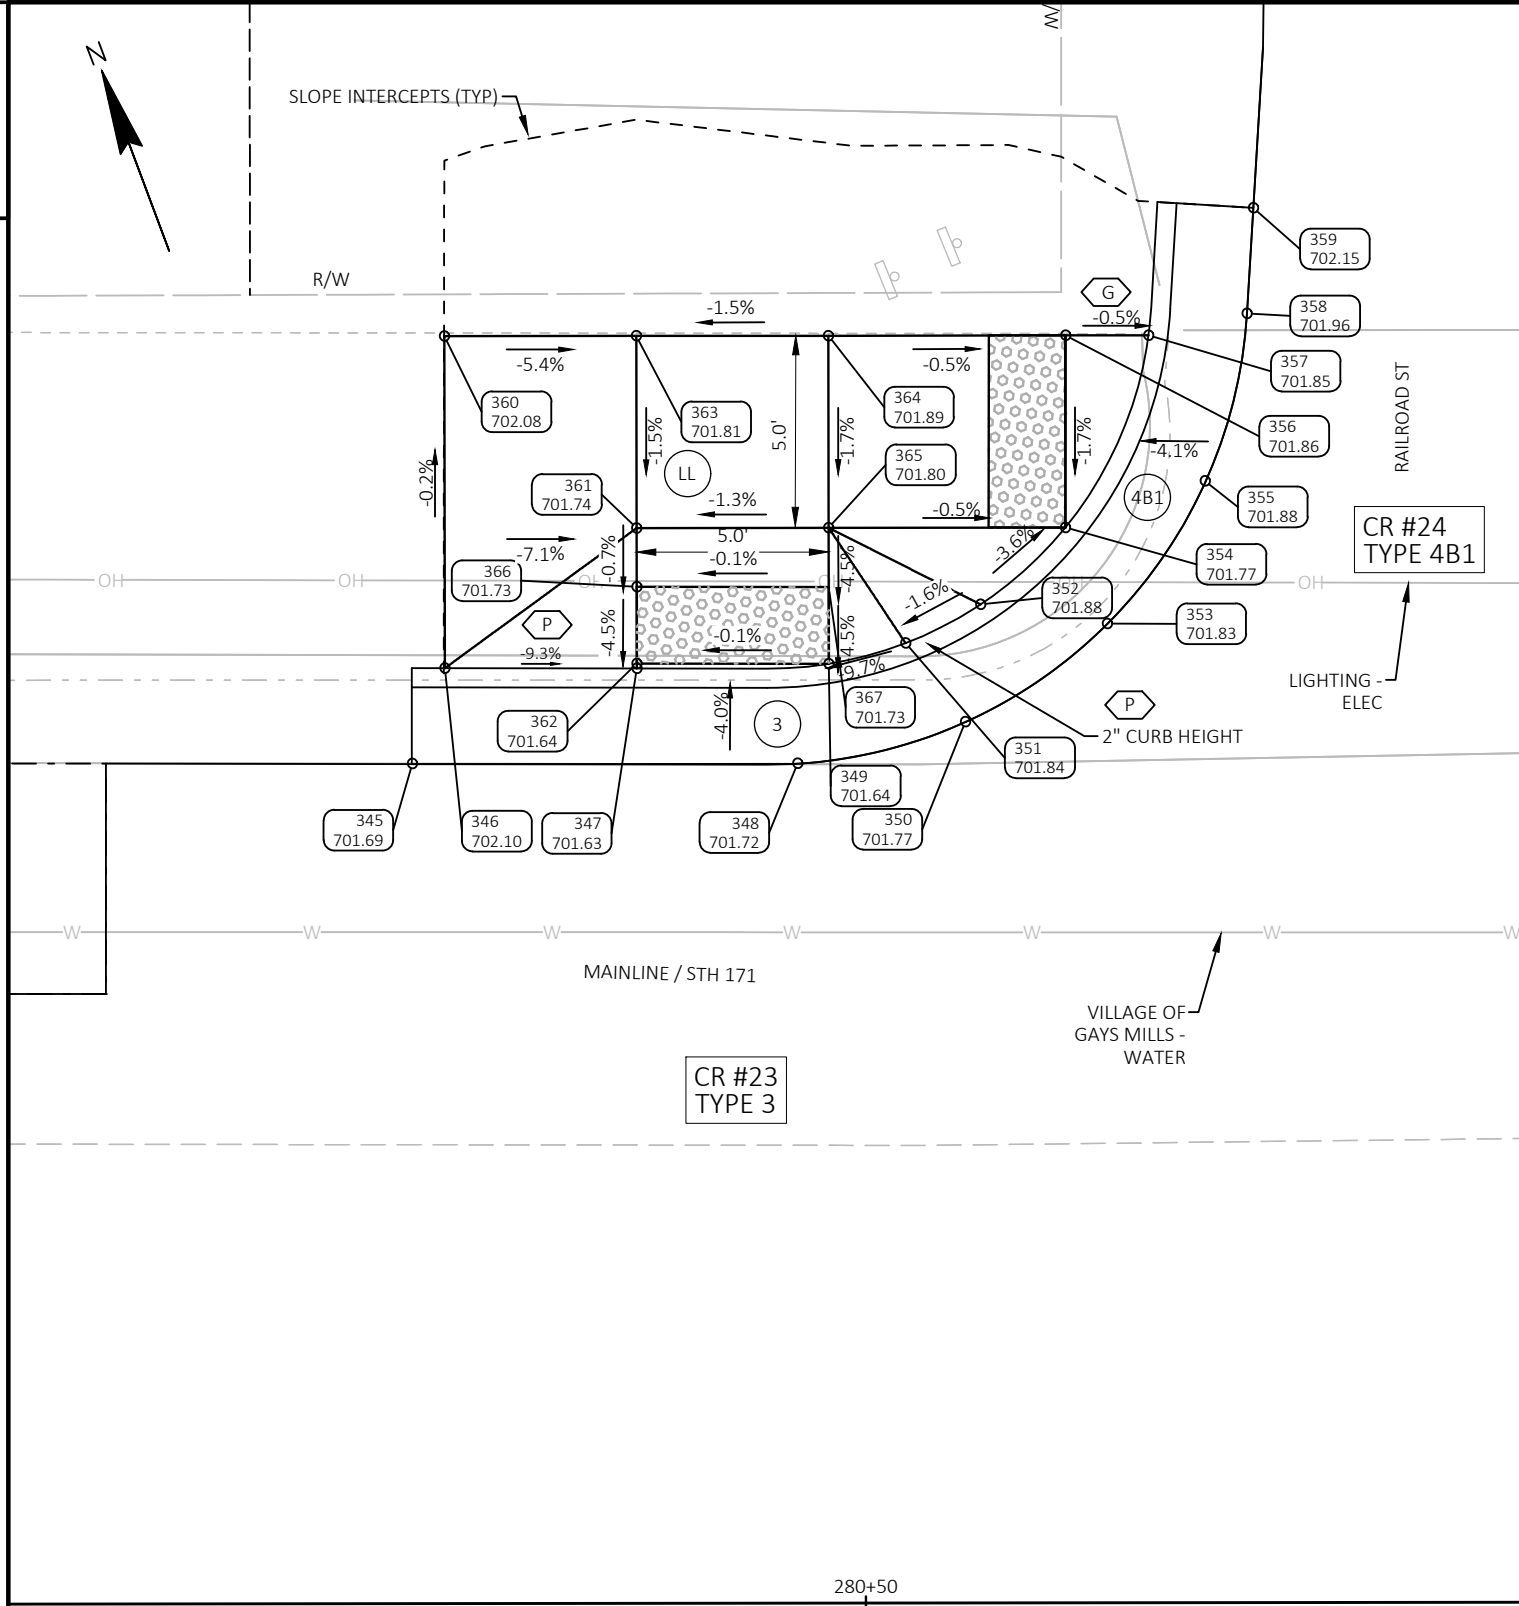 W
N
SLOPE INTERCEPTS (TYP)
359
702.15
R/W
G
-1.5%
-0.5%
358
701.96
-5.4%
-0.5%
357
701.85
RAILROAD ST
360
702.08
363
701.81
364
701.89
356
701.86
-1.5%
5.0'
-1.7%
-1.7%
-4.1%
365
701.80
LL
-0.2%
361
701.74
-1.3%
4B1
355
701.88
-0.5%
CR #24
TYPE 4B1
5.0'
-7.1%
-0.7%
-0.1%
-4.5%
-3.6%
354
701.77
366
701.73
OH
OH
OH
OH
OH
OH
-1.6%
352
701.88
353
701.83
P
-4.5%
-0.1%
-4.5%
-9.3%
-9.7%
LIGHTING -
ELEC
367
701.73
P
362
701.64
-4.0%
3
2" CURB HEIGHT
351
701.84
349
701.64
345
701.69
346
702.10
347
701.63
348
701.72
350
701.77
W
W
W
W
W
W
W
MAINLINE / STH 171
VILLAGE OF
GAYS MILLS -
WATER
CR #23
TYPE 3
280+50